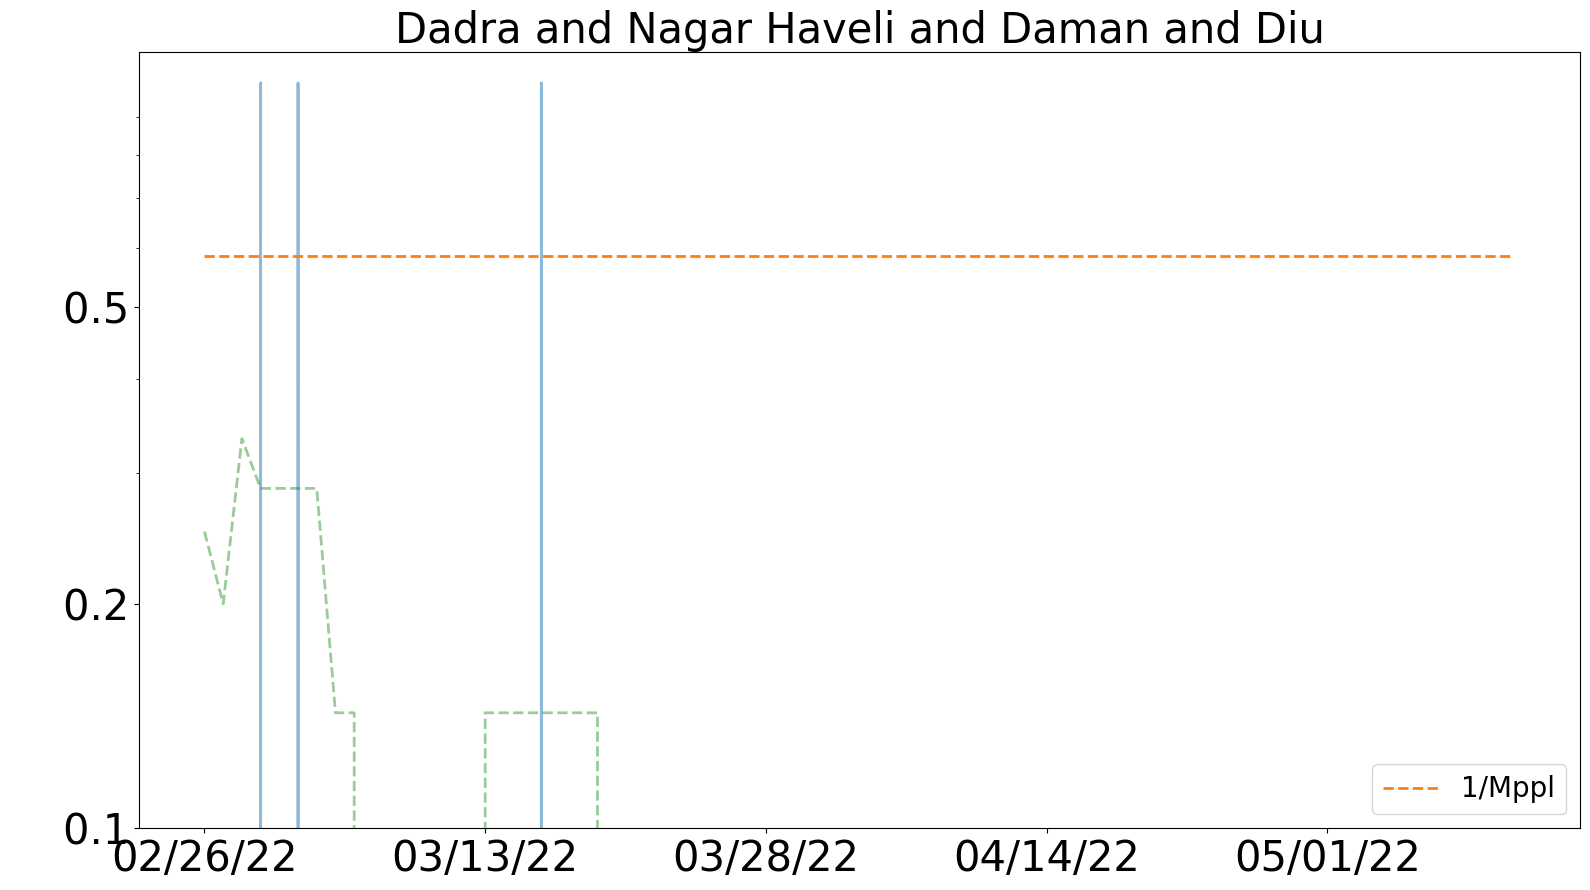 Dadra and Nagar Haveli and Daman and Diu
0.5
0.2
0.1
1/Mppl
02/26/22 03/13/22 03/28/22 04/14/22 05/01/22